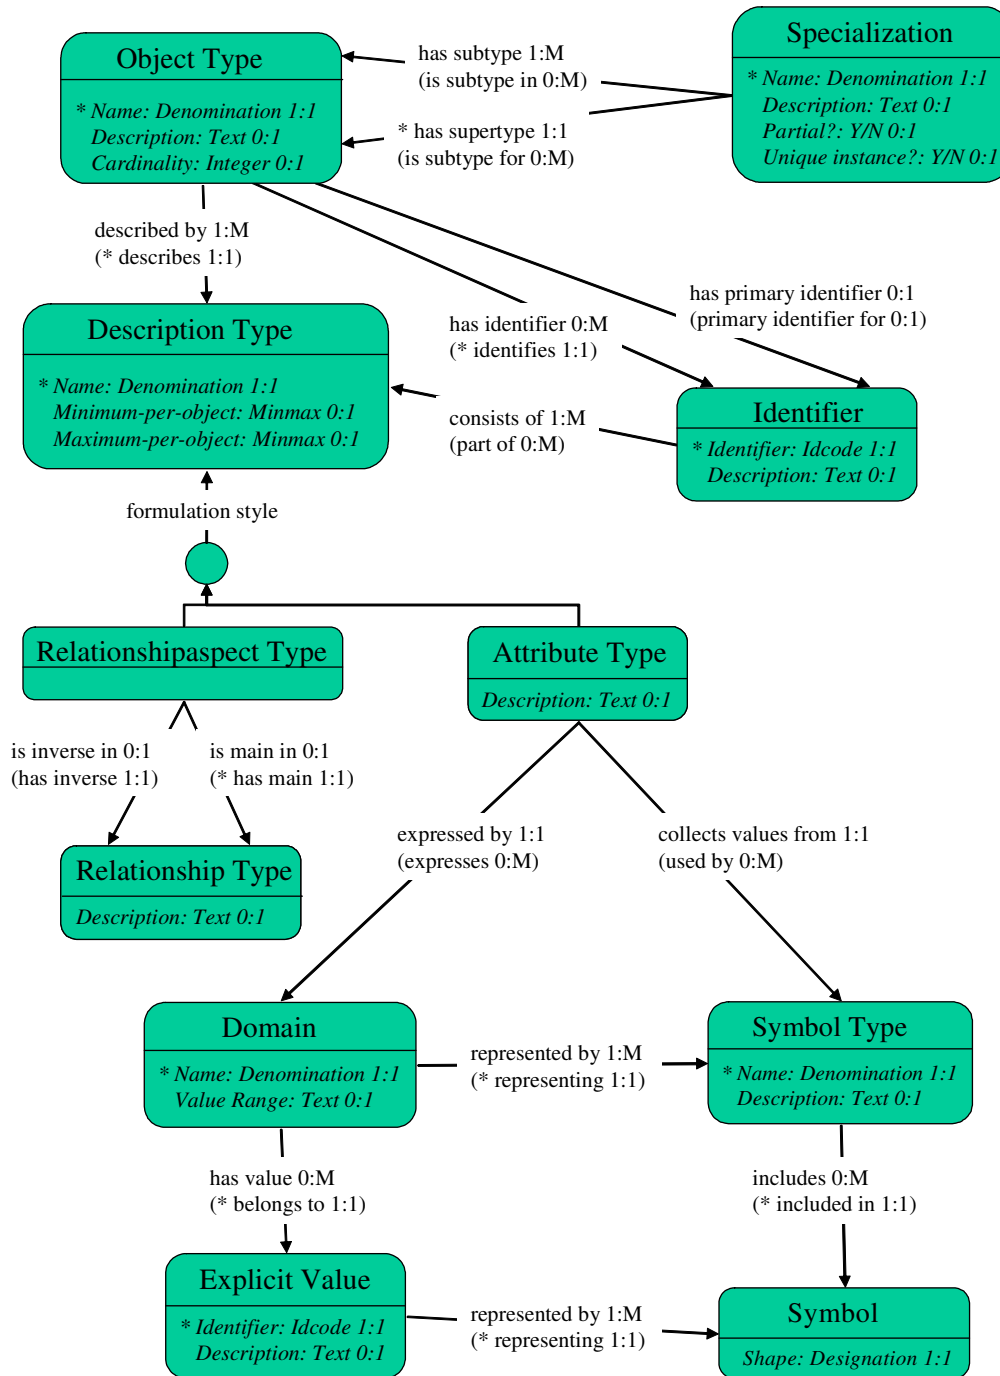 Object Type
* Name: Denomination 1:1
Description: Text 0:1
Cardinality: Integer 0:1
has subtype 1:M
(is subtype in 0:M)
* has supertype 1:1
(is subtype for 0:M)
Specialization
* Name: Denomination 1:1
Description: Text 0:1
Partial?: Y/N 0:1
Unique instance?: Y/N 0:1
described by 1:M
(* describes 1:1)
has identifier 0:M
(* identifies 1:1)
has primary identifier 0:1
(primary identifier for 0:1)
Description Type
* Name: Denomination 1:1
Minimum-per-object: Minmax 0:1
Maximum-per-object: Minmax 0:1
consists of 1:M
(part of 0:M)
Identifier
* Identifier: Idcode 1:1
Description: Text 0:1
formulation style
Relationshipaspect Type
Attribute Type
Description: Text 0:1
is inverse in 0:1
(has inverse 1:1)
is main in 0:1
(* has main 1:1)
expressed by 1:1
(expresses 0:M)
collects values from 1:1
(used by 0:M)
Relationship Type
Description: Text 0:1
Domain
* Name: Denomination 1:1
Value Range: Text 0:1
represented by 1:M
(* representing 1:1)
Symbol Type
* Name: Denomination 1:1
Description: Text 0:1
has value 0:M
(* belongs to 1:1)
includes 0:M
(* included in 1:1)
Explicit Value
* Identifier: Idcode 1:1
Description: Text 0:1
represented by 1:M
(* representing 1:1)
Symbol
Shape: Designation 1:1